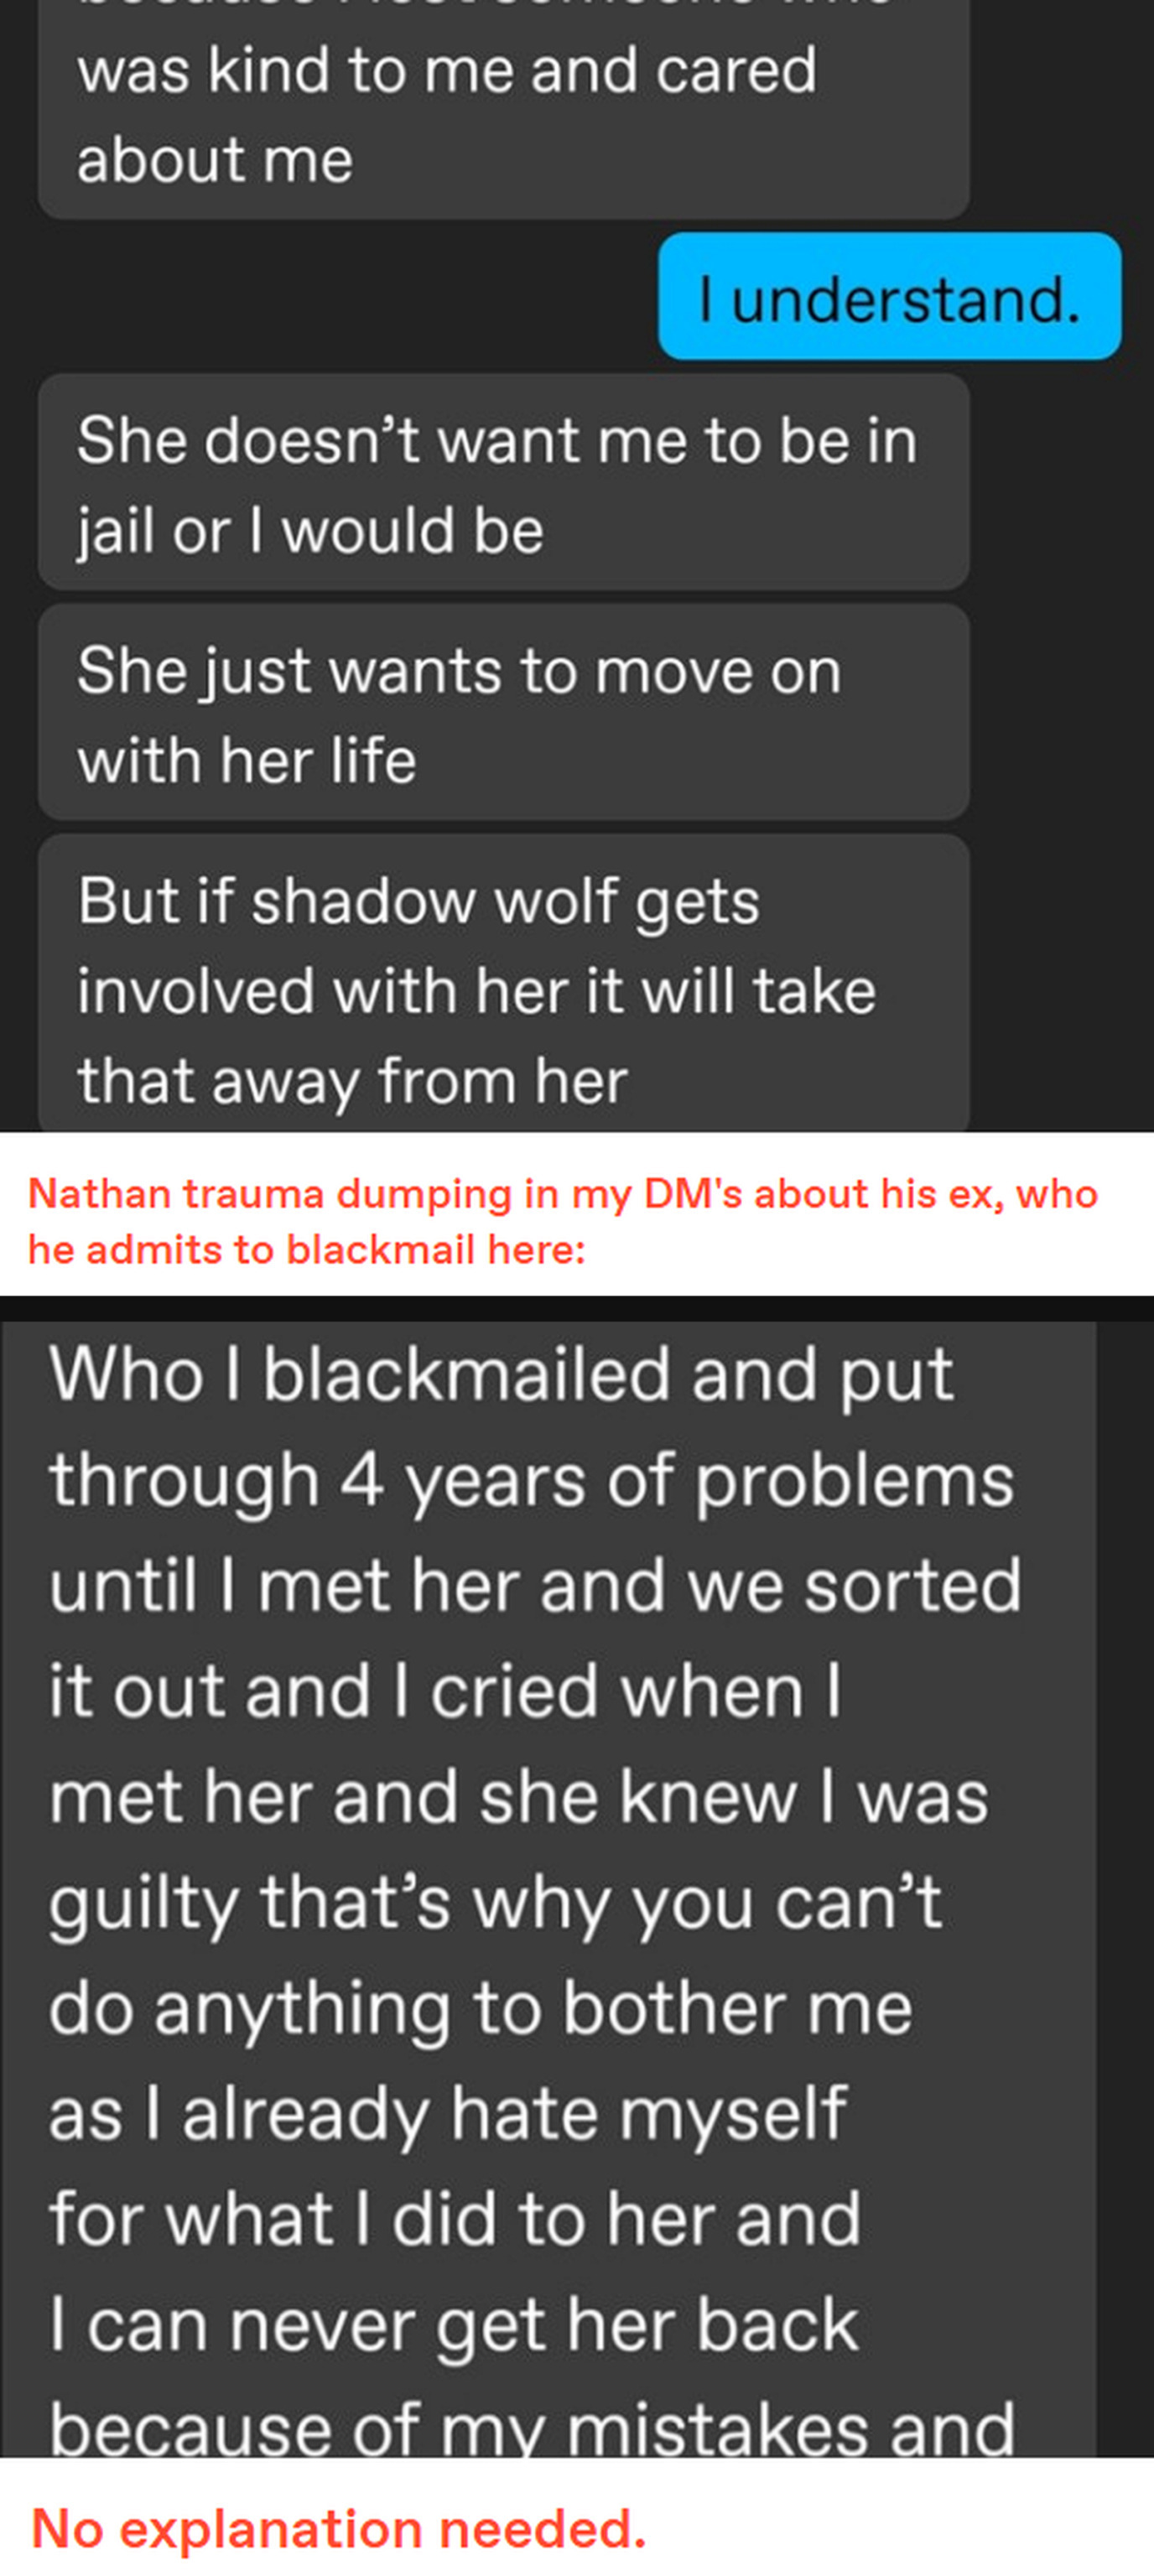 was kind to me and cared
about me
I understand.
She doesn’t want me to be in
jail or I would be
She just wants to move on
with her life
But if shadow wolf gets
involved with her it will take
that away from her
Nathan trauma dumping in my DM's about his ex, who
he admits to blackmail here:
Who I blackmailed and put
through 4 years of problems
until I met her and we sorted
it out and I cried when I
met her and she knew I was
guilty that’s why you can’t
do anything to bother me
as I already hate myself
for what I did to her and
I can never get her back
because of my mistakes and
No explanation needed.